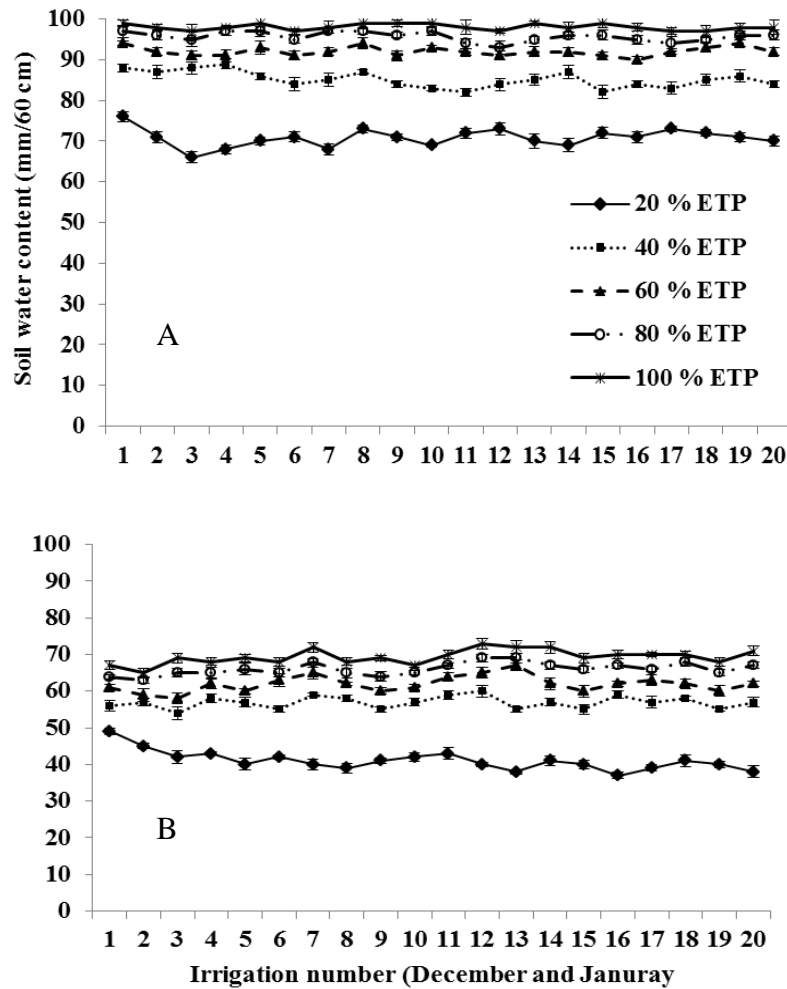 Soil water content (mm/60 cm)
100
90
80
70
60
50
40
30
20
10
0
20 % ETP
40 % ETP
60 % ETP
80 % ETP
100 % ETP
A
1 2 3 4 5 6 7 8 9 10 11 12 13 14 15 16 17 18 19 20
100
90
80
70
60
50
40
30
20
10
0
B
1 2 3 4 5 6 7 8 9 10 11 12 13 14 15 16 17 18 19 20
Irrigation number (December and Januray